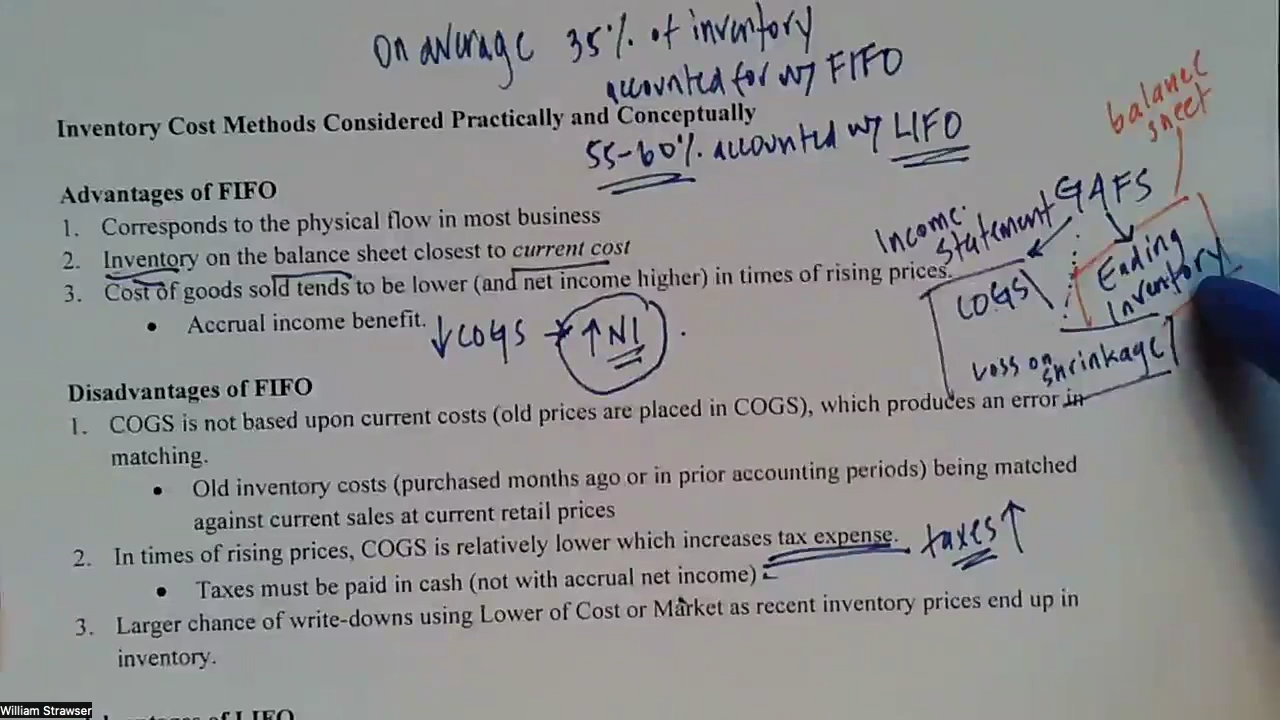 on average 35% of inventory
accounted for w/ FIFO
Inventory Cost Methods Considered Practically and Conceptually
55-60% accounted w/ LIFO
balance
sheet
Advantages of FIFO
GAFS
1. Corresponds to the physical flow in most business
Income
Statement
2. Inventory on the balance sheet closest to current cost
Ending
Inventory
3. Cost of goods sold tends to be lower (and net income higher) in times of rising prices.
COGS
• Accrual income benefit.
↓COGS → ↑NI
Loss on
shrinkage
Disadvantages of FIFO
1. COGS is not based upon current costs (old prices are placed in COGS), which produces an error in
matching.
• Old inventory costs (purchased months ago or in prior accounting periods) being matched
against current sales at current retail prices
2. In times of rising prices, COGS is relatively lower which increases tax expense.
taxes↑
• Taxes must be paid in cash (not with accrual net income)
3. Larger chance of write-downs using Lower of Cost or Market as recent inventory prices end up in
inventory.
William Strawser
of LIFO